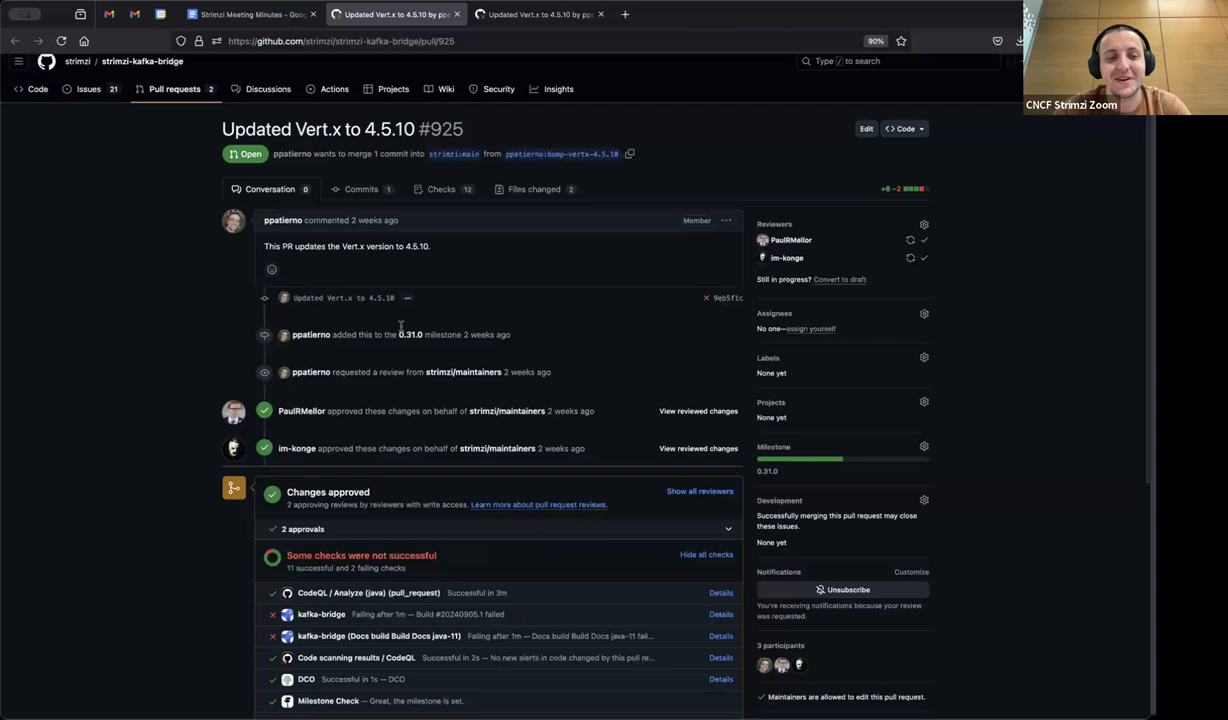 Strimzi Meeting Minutes - Goo
Updated Vert.x to 4.5.10 by ppa
Updated Vert.x to 4.5.10 by ppa
https://github.com/strimzi/strimzi-kafka-bridge/pull/925
90%
strimzi / strimzi-kafka-bridge
Type / to search
CNCF Strimzi Zoom
Code
Issues 21
Pull requests 2
Discussions
Actions
Projects
Wiki
Security
Insights
Updated Vert.x to 4.5.10 #925
Edit
Code
Open
ppatierno wants to merge 1 commit into strimzi:main from ppatierno:bump-vertx-4.5.10
Conversation 0
Commits 1
Checks 12
Files changed 2
+6 −2
ppatierno commented 2 weeks ago
Member
This PR updates the Vert.x version to 4.5.10.
Updated Vert.x to 4.5.10
9eb5f1c
ppatierno added this to the 0.31.0 milestone 2 weeks ago
ppatierno requested a review from strimzi/maintainers 2 weeks ago
PaulRMellor approved these changes on behalf of strimzi/maintainers 2 weeks ago
View reviewed changes
im-konge approved these changes on behalf of strimzi/maintainers 2 weeks ago
View reviewed changes
Changes approved
2 approving reviews by reviewers with write access. Learn more about pull request reviews.
Show all reviewers
2 approvals
Some checks were not successful
11 successful and 2 failing checks
Hide all checks
CodeQL / Analyze (java) (pull_request) Successful in 3m
Details
kafka-bridge Failing after 1m — Build #20240905.1 failed
Details
kafka-bridge (Docs build Build Docs java-11) Failing after 1m — Docs build Build Docs java-11 fail...
Details
Code scanning results / CodeQL Successful in 2s — No new alerts in code changed by this pull re...
Details
DCO Successful in 1s — DCO
Details
Milestone Check — Great, the milestone is set.
Reviewers
PaulRMellor
im-konge
Still in progress? Convert to draft
Assignees
No one—assign yourself
Labels
None yet
Projects
None yet
Milestone
0.31.0
Development
Successfully merging this pull request may close
these issues.
None yet
Notifications
Customize
Unsubscribe
You're receiving notifications because your review
was requested.
3 participants
Maintainers are allowed to edit this pull request.